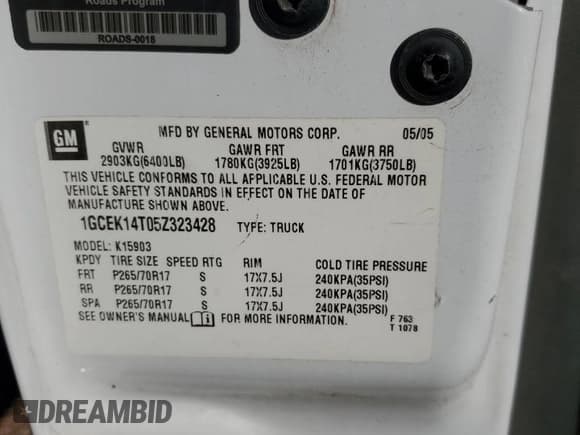 Roads Program
ROADS-0018
GM
MFD BY GENERAL MOTORS CORP. 05/05
GVWR GAWR FRT GAWR RR
2903KG(6400LB) 1780KG(3925LB) 1701KG(3750LB)
THIS VEHICLE CONFORMS TO ALL APPLICABLE U.S. FEDERAL MOTOR
VEHICLE SAFETY STANDARDS IN EFFECT ON THE DATE OF
MANUFACTURE SHOWN ABOVE.
1GCEK14T05Z323428 TYPE: TRUCK
MODEL: K15903
KPDY TIRE SIZE SPEED RTG RIM COLD TIRE PRESSURE
FRT P265/70R17 S 17X7.5J 240KPA(35PSI)
RR P265/70R17 S 17X7.5J 240KPA(35PSI)
SPA P265/70R17 S 17X7.5J 240KPA(35PSI)
SEE OWNER'S MANUAL FOR MORE INFORMATION
F 763
T 1078
DREAMBID